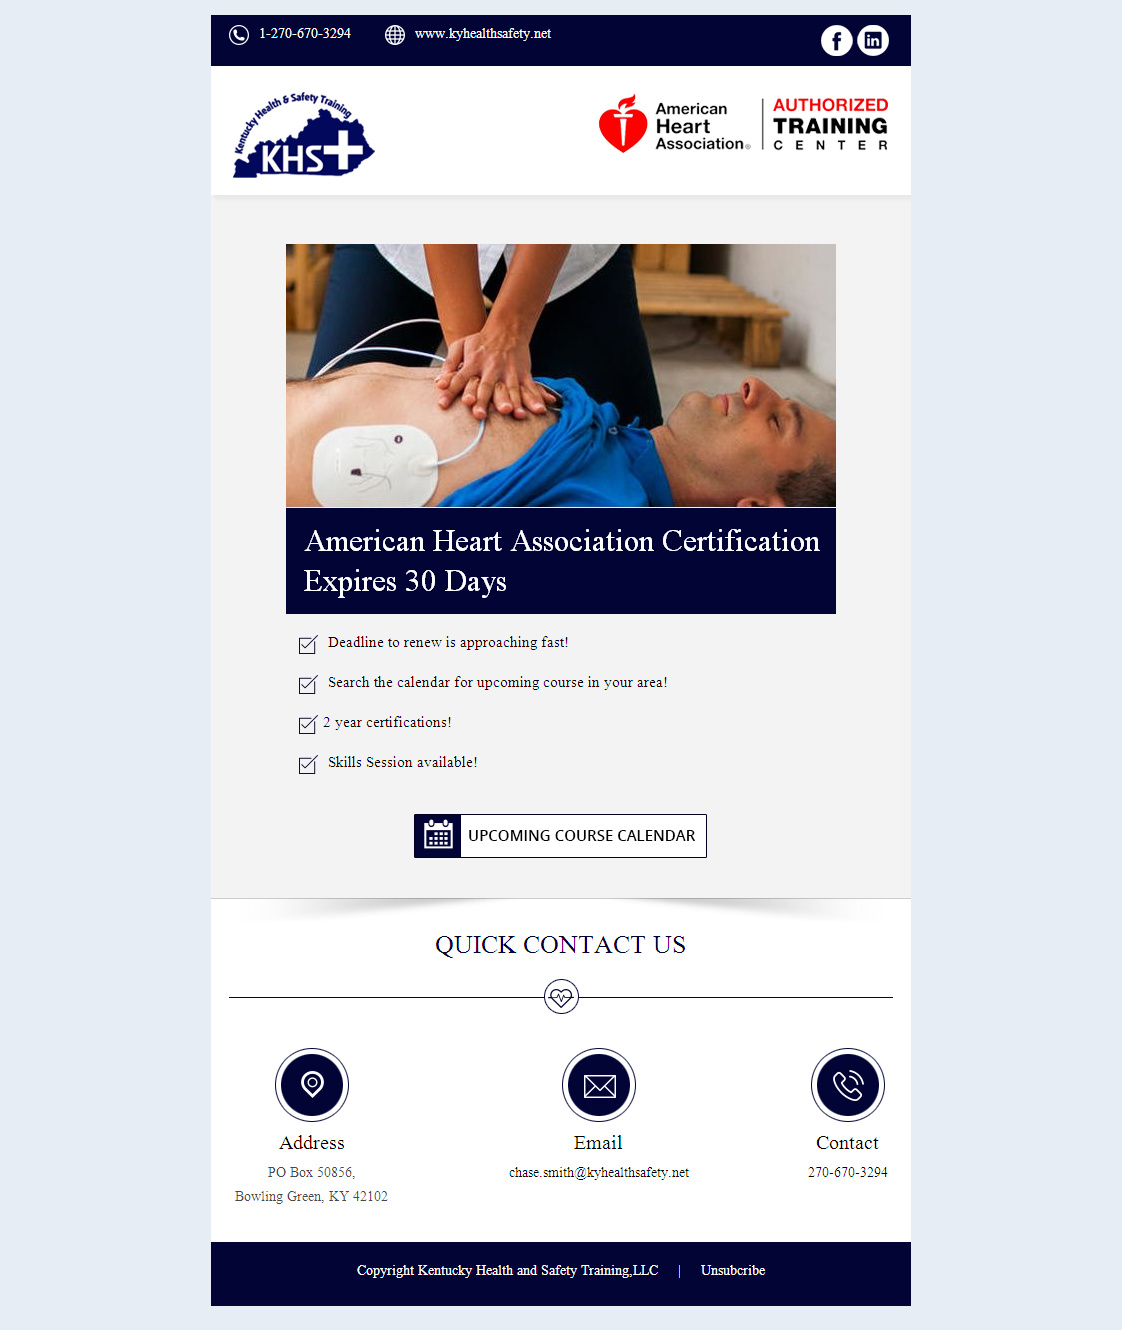 1-270-670-3294
www.kyhealthsafety.net
Kentucky Health & Safety Training
KHS
American
Heart
Association®
AUTHORIZED
TRAINING
CENTER
American Heart Association Certification
Expires 30 Days
Deadline to renew is approaching fast!
Search the calendar for upcoming course in your area!
2 year certifications!
Skills Session available!
UPCOMING COURSE CALENDAR
QUICK CONTACT US
Address
PO Box 50856,
Bowling Green, KY 42102
Email
chase.smith@kyhealthsafety.net
Contact
270-670-3294
Copyright Kentucky Health and Safety Training,LLC | Unsubcribe